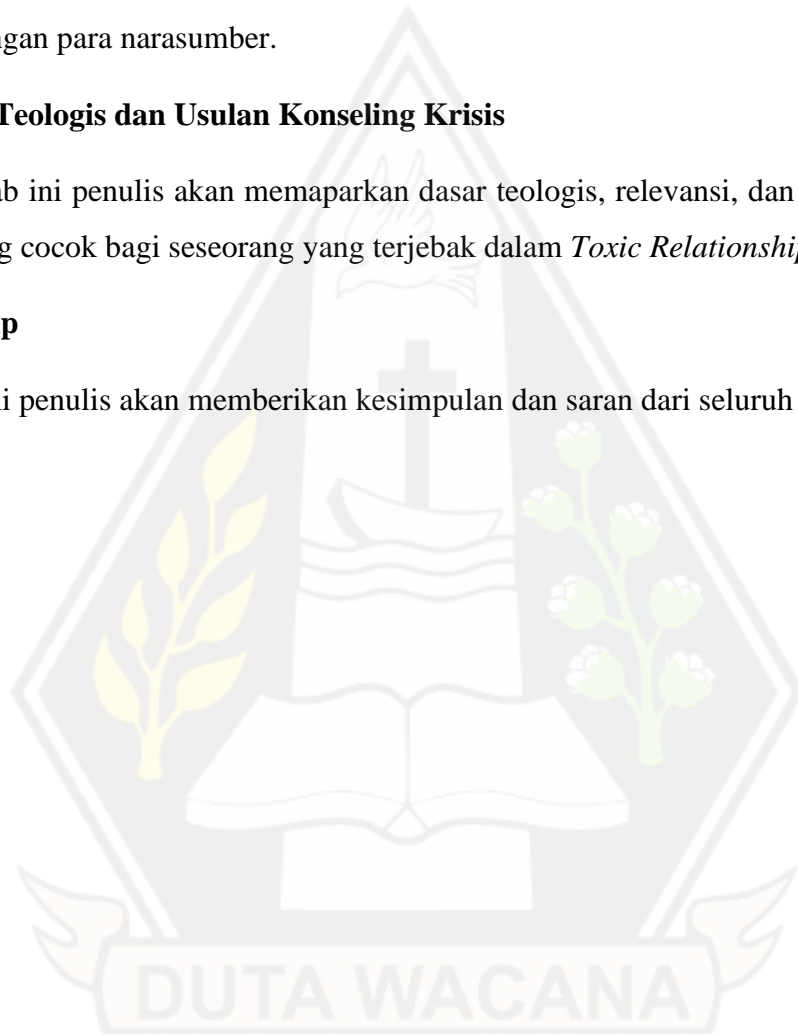 ngan para narasumber.
Teologis dan Usulan Konseling Krisis
ab ini penulis akan memaparkan dasar teologis, relevansi, dan
g cocok bagi seseorang yang terjebak dalam Toxic Relationship
p
i penulis akan memberikan kesimpulan dan saran dari seluruh
DUTA WACANA